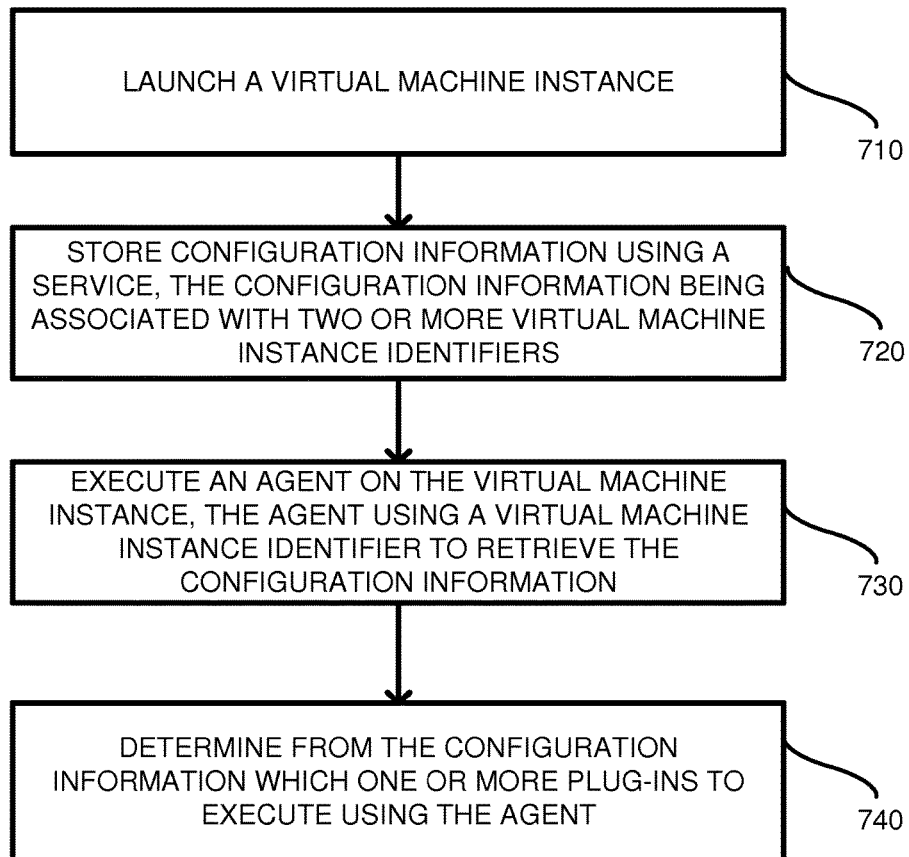 LAUNCH A VIRTUAL MACHINE INSTANCE
710
STORE CONFIGURATION INFORMATION USING A
SERVICE, THE CONFIGURATION INFORMATION BEING
ASSOCIATED WITH TWO OR MORE VIRTUAL MACHINE
INSTANCE IDENTIFIERS
720
EXECUTE AN AGENT ON THE VIRTUAL MACHINE
INSTANCE, THE AGENT USING A VIRTUAL MACHINE
INSTANCE IDENTIFIER TO RETRIEVE THE
CONFIGURATION INFORMATION
730
DETERMINE FROM THE CONFIGURATION
INFORMATION WHICH ONE OR MORE PLUG-INS TO
EXECUTE USING THE AGENT
740